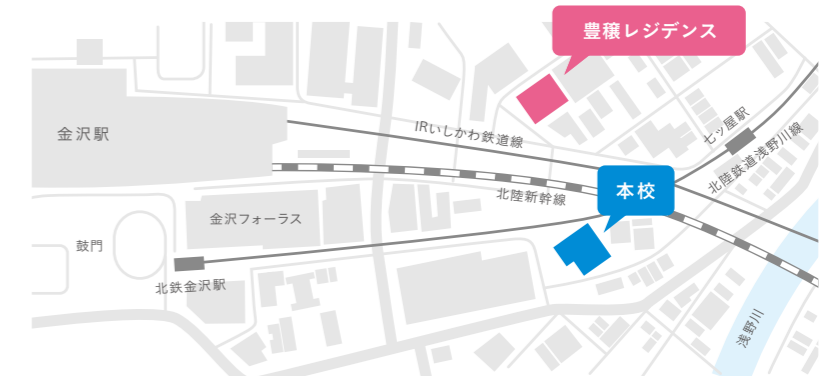 豊穣レジデンス
金沢駅
IRいしかわ鉄道線
七ッ屋駅
北陸鉄道浅野川線
本校
北陸新幹線
金沢フォーラス
鼓門
北鉄金沢駅
浅野川